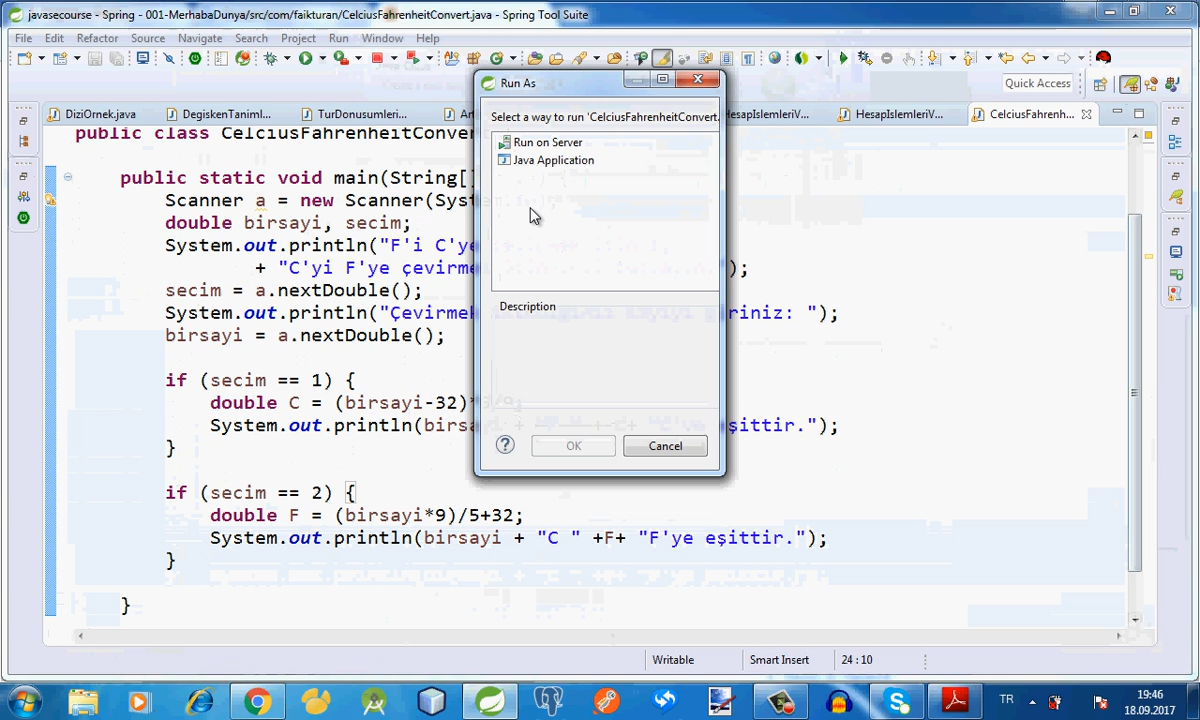 javasecourse - Spring - 001-MerhabaDunya/src/com/faikturan/CelciusFahrenheitConvert.java - Spring Tool Suite
File Edit Refactor Source Navigate Search Project Run Window Help
Quick Access
DiziOrnek.java DegiskenTaniml... TurDonusumleri... HesapIslemleriV... HesapIslemleriV... CelciusFahrenh...
public class CelciusFahrenheitConver
public static void main(String[
Scanner a = new Scanner(Sys
double birsayi, secim;
System.out.println("F'i C'ye
+ "C'yi F'ye çevirme ");
secim = a.nextDouble();
System.out.println("Çevirmek giriniz: ");
birsayi = a.nextDouble();
if (secim == 1) {
double C = (birsayi-32)
System.out.println(birs şittir.");
}
if (secim == 2) {
double F = (birsayi*9)/5+32;
System.out.println(birsayi + "C " +F+ "F'ye eşittir.");
}
}
Run As
Select a way to run 'CelciusFahrenheitConvert.
Run on Server
Java Application
Description
? OK Cancel
Writable Smart Insert 24 : 10
TR 19:46
18.09.2017